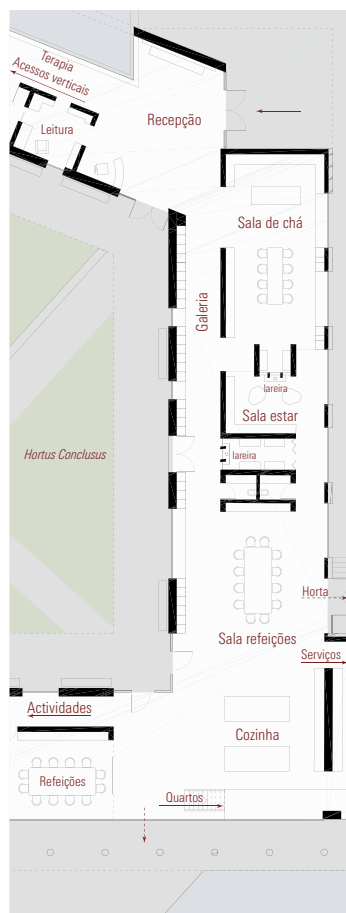 Terapia
Acessos verticais
Leitura
Recepção
Sala de chá
Galeria
lareira
Sala estar
Hortus Conclusus
lareira
Horta
Sala refeições
Serviços
Actividades
Cozinha
Refeições
Quartos